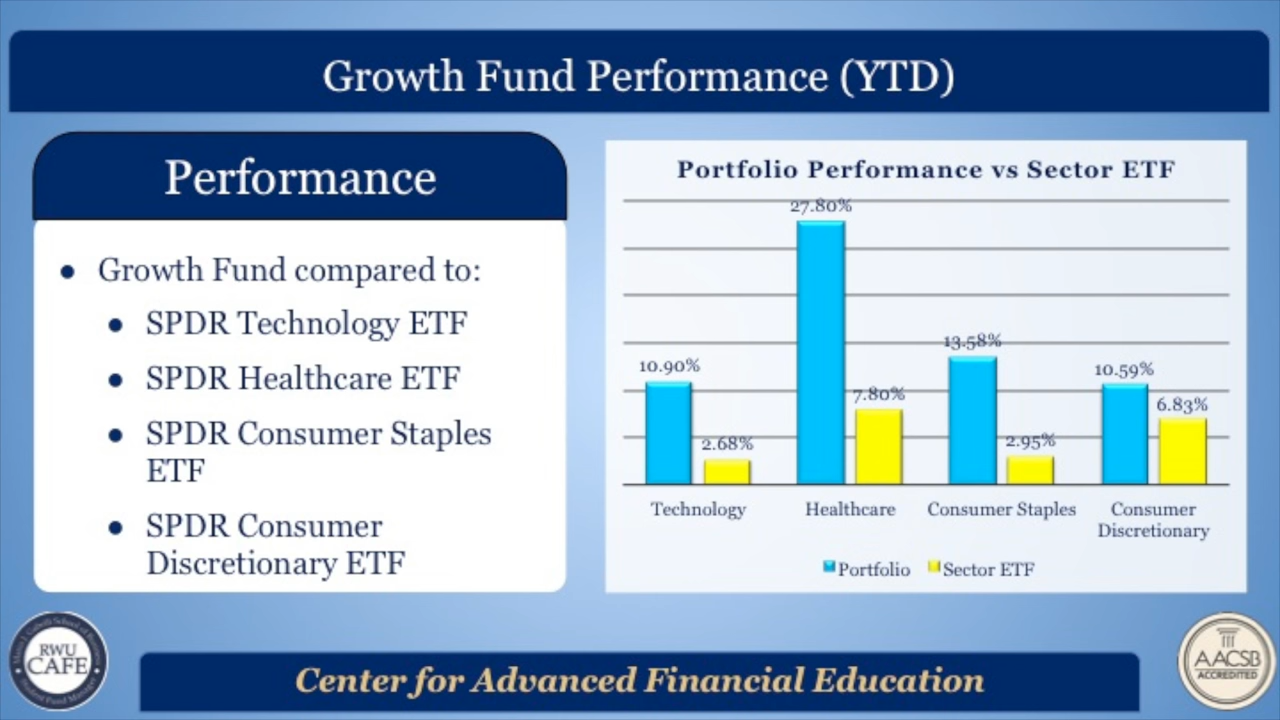 Growth Fund Performance (YTD)
Performance
● Growth Fund compared to:
● SPDR Technology ETF
● SPDR Healthcare ETF
● SPDR Consumer Staples
ETF
● SPDR Consumer
Discretionary ETF
Portfolio Performance vs Sector ETF
27.80%
13.58%
10.90%
10.59%
7.80%
6.83%
2.68%
2.95%
Technology Healthcare Consumer Staples Consumer
Discretionary
Portfolio Sector ETF
RWU
CAFE
Center for Advanced Financial Education
AACSB
ACCREDITED